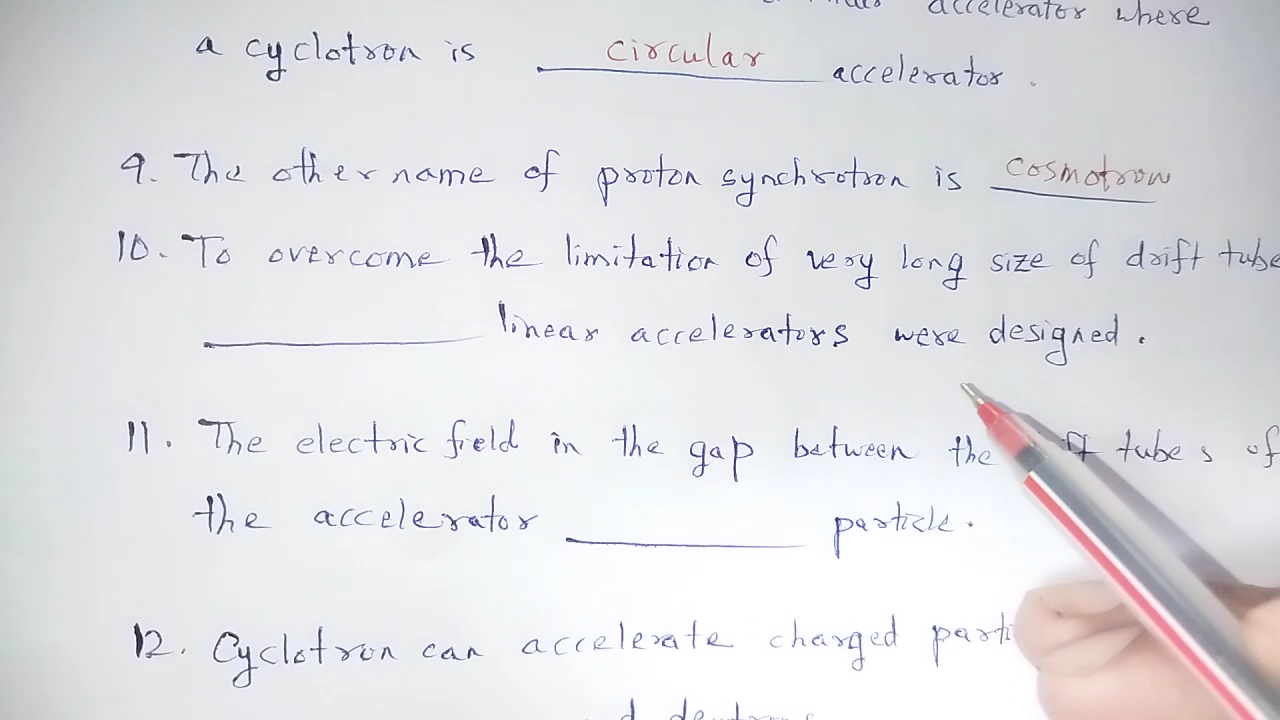 accelerator where
a cyclotron is circular accelerator.
9. The other name of proton synchrotron is cosmotron
10. To overcome the limitation of very long size of drift tube
linear accelerators were designed.
11. The electric field in the gap between the tubes of
the accelerator particle.
12. Cyclotron can accelerate charged